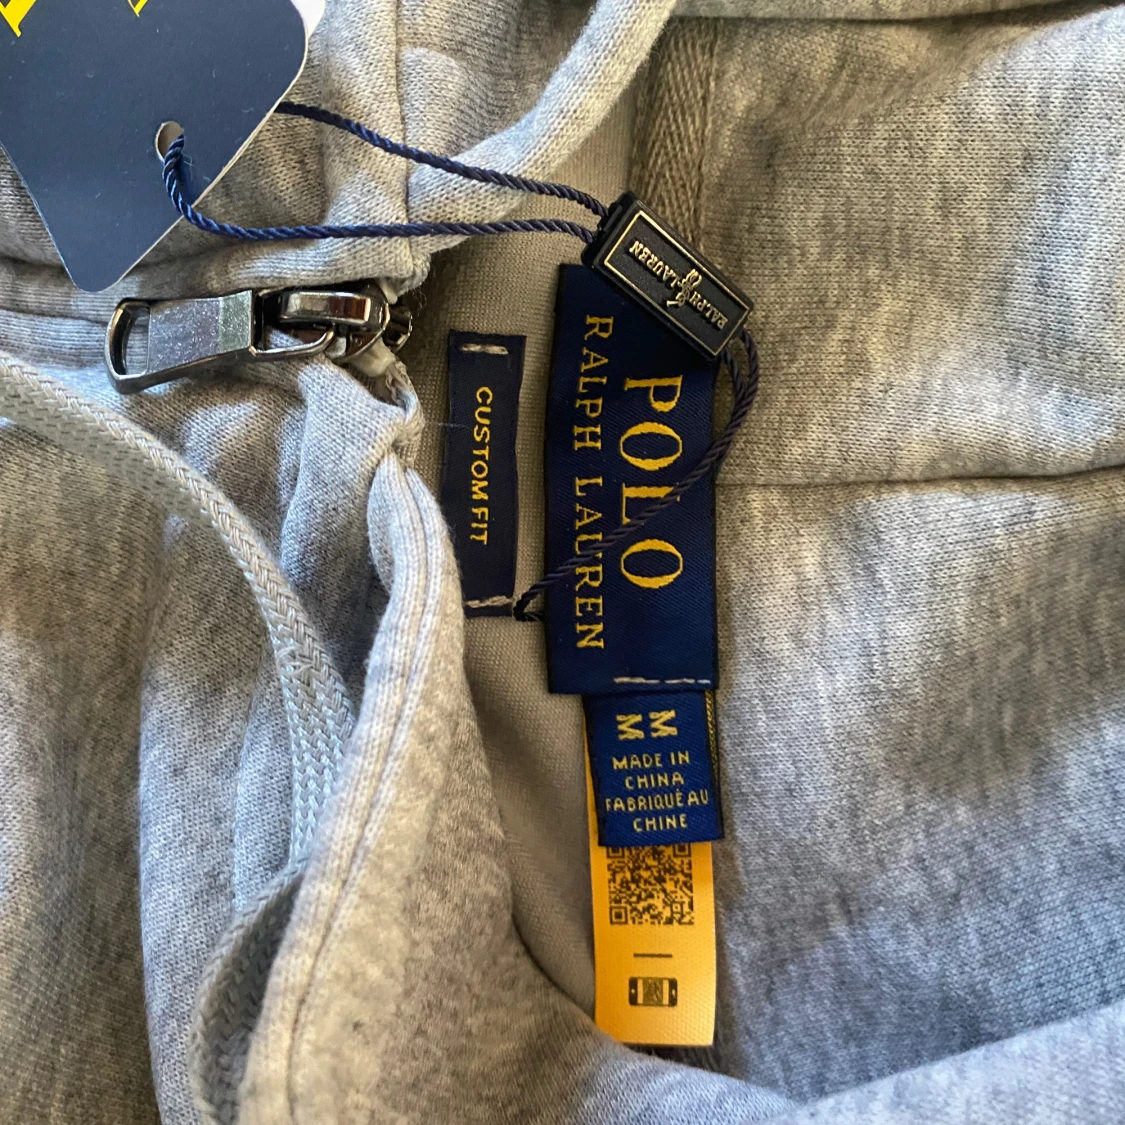 RALPH LAUREN
CUSTOM FIT
POLO
RALPH LAUREN
M M
MADE IN
CHINA
FABRIQUÉ AU
CHINE